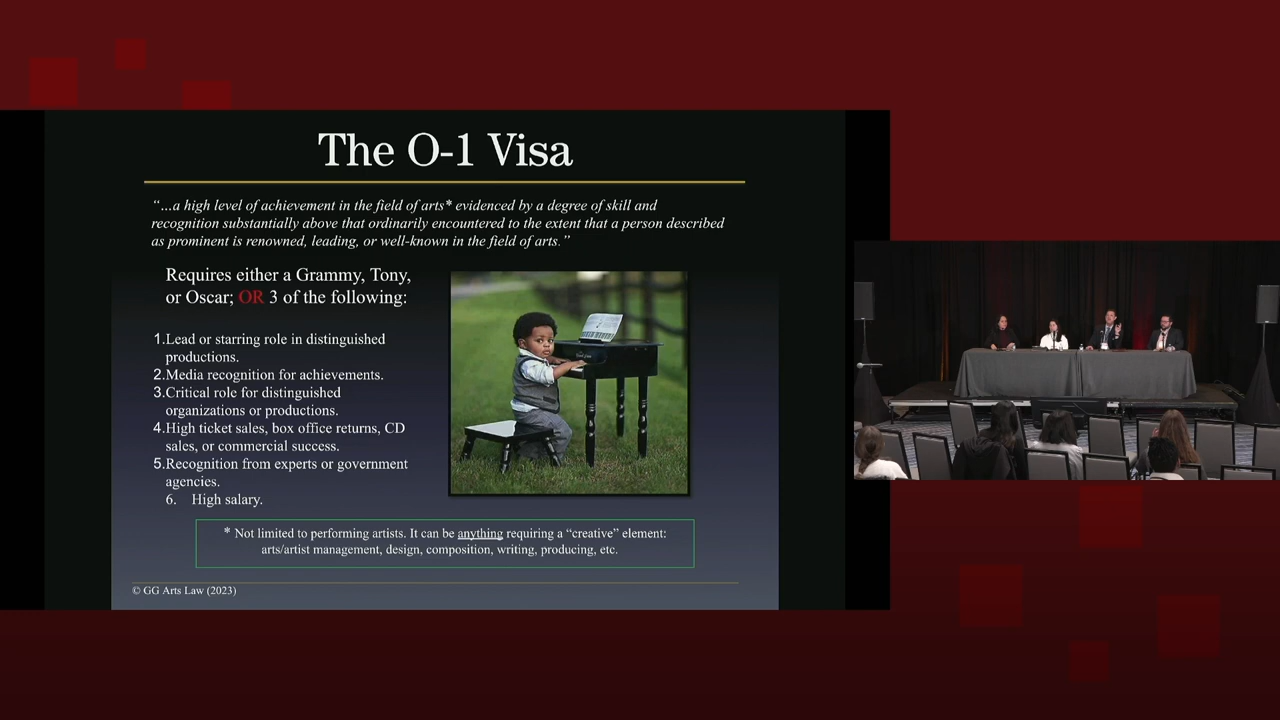 The O-1 Visa
“…a high level of achievement in the field of arts* evidenced by a degree of skill and
recognition substantially above that ordinarily encountered to the extent that a person described
as prominent is renowned, leading, or well-known in the field of arts.”
Requires either a Grammy, Tony,
or Oscar; OR 3 of the following:
1.Lead or starring role in distinguished
productions.
2.Media recognition for achievements.
3.Critical role for distinguished
organizations or productions.
4.High ticket sales, box office returns, CD
sales, or commercial success.
5.Recognition from experts or government
agencies.
6. High salary.
* Not limited to performing artists. It can be anything requiring a “creative” element:
arts/artist management, design, composition, writing, producing, etc.
© GG Arts Law (2023)